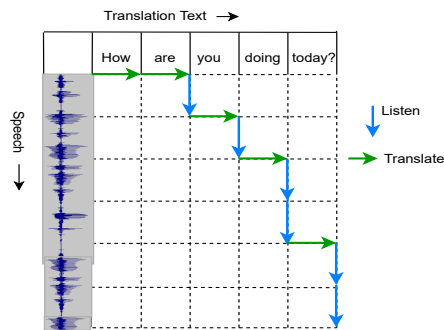 Translation Text
How are you doing today?
Listen
Speech
Translate